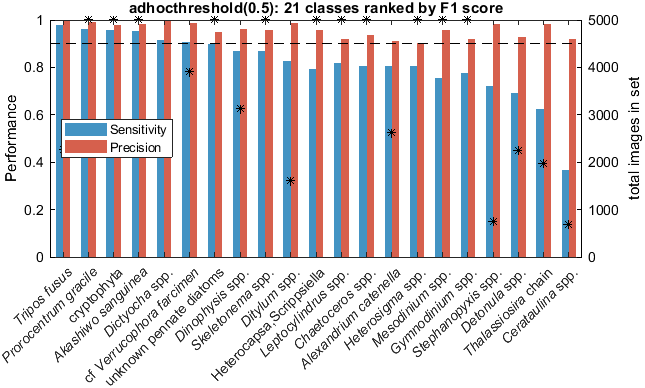 adhocthreshold(0.5): 21 classes ranked by F1 score
1
0.8
0.6
0.4
0.2
0
Performance
5000
4000
3000
2000
1000
0
total images in set
Sensitivity
Precision
Tripos fusus
Prorocentrum gracile
cryptophyta
Akashiwo sanguinea
Dictyocha spp.
cf Verrucophora farcimen
unknown pennate diatoms
Dinophysis spp.
Skeletonema spp.
Ditylum spp.
Heterocapsa,Scrippsiella
Leptocylindrus spp.
Chaetoceros spp.
Alexandrium catenella
Heterosigma spp.
Mesodinium spp.
Gymnodinium spp.
Stephanopyxis spp.
Detonula spp.
Thalassiosira chain
Cerataulina spp.